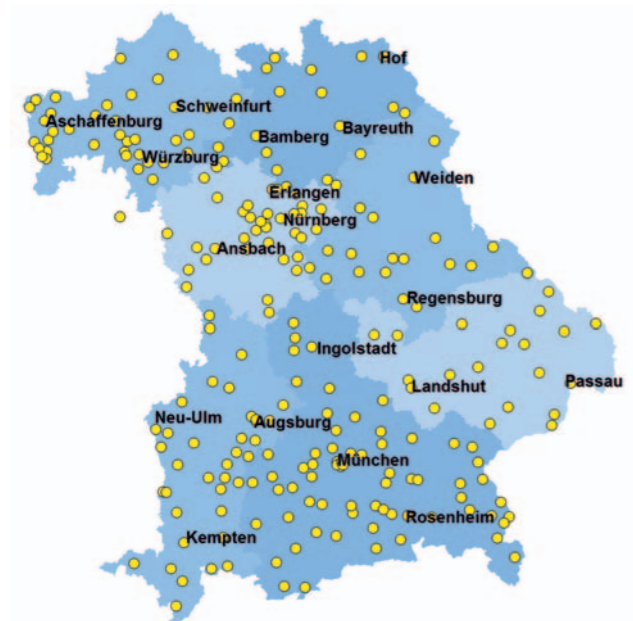 Hof
Schweinfurt
Aschaffenburg
Bayreuth
Bamberg
Würzburg
Weiden
Erlangen
Nürnberg
Ansbach
Regensburg
Ingolstadt
Landshut
Passau
Neu-Ulm
Augsburg
München
Rosenheim
Kempten